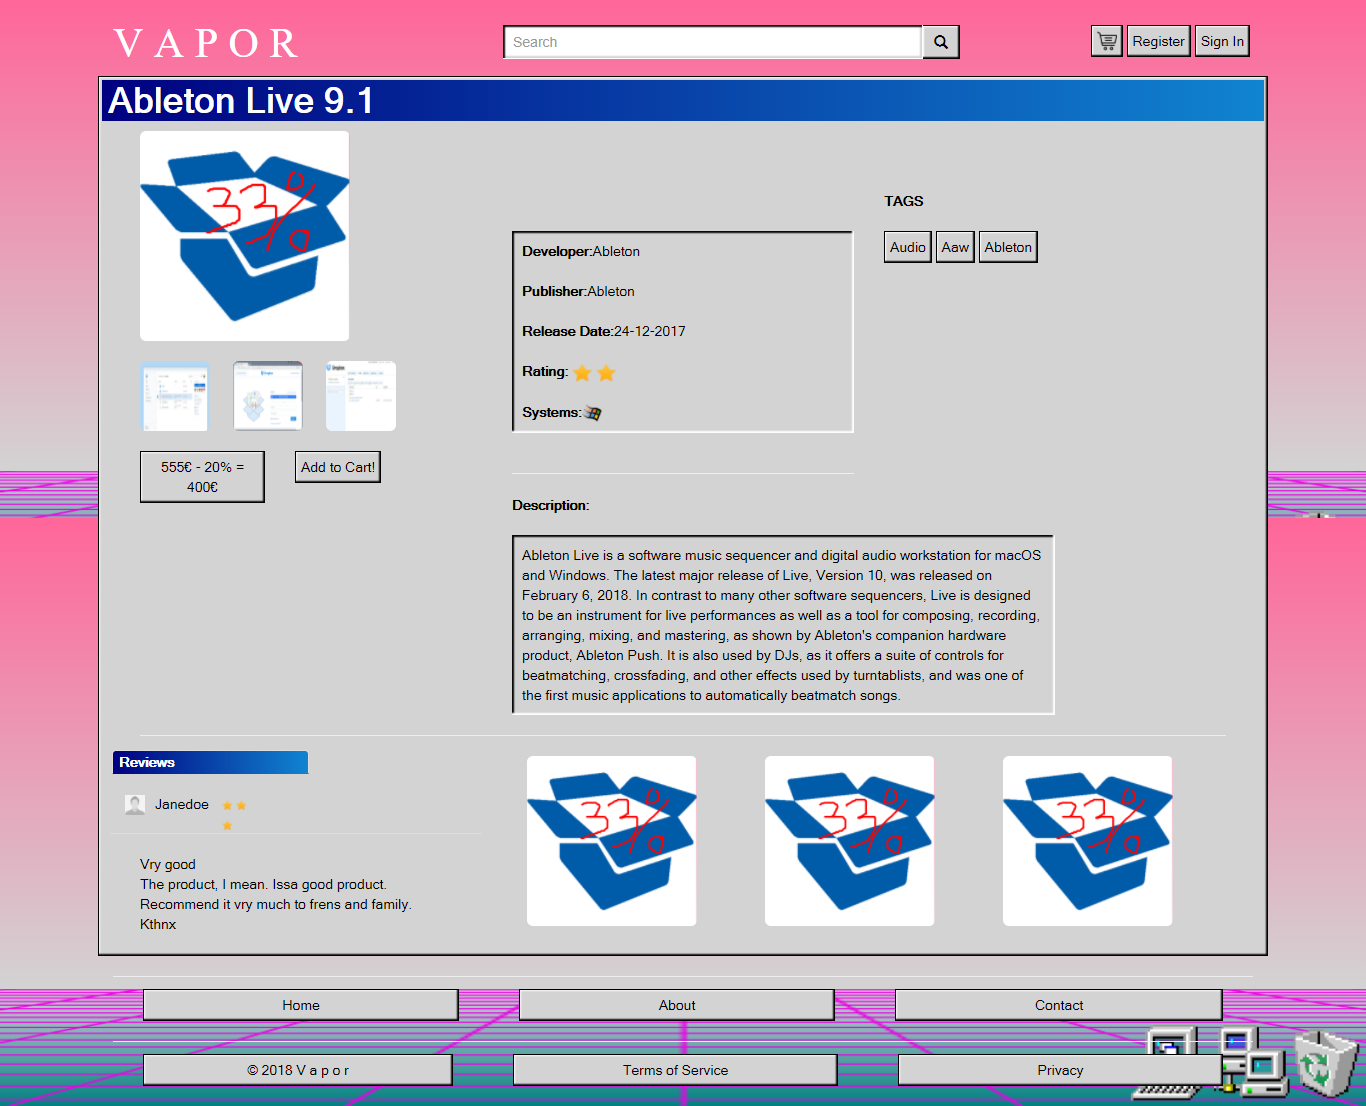 V A P O R
Search
Register
Sign In
Ableton Live 9.1
33%
TAGS
Audio
Aaw
Ableton
Developer:Ableton
Publisher:Ableton
Release Date:24-12-2017
Rating:
Systems:
555€ - 20% =
400€
Add to Cart!
Description:
Ableton Live is a software music sequencer and digital audio workstation for macOS
and Windows. The latest major release of Live, Version 10, was released on
February 6, 2018. In contrast to many other software sequencers, Live is designed
to be an instrument for live performances as well as a tool for composing, recording,
arranging, mixing, and mastering, as shown by Ableton's companion hardware
product, Ableton Push. It is also used by DJs, as it offers a suite of controls for
beatmatching, crossfading, and other effects used by turntablists, and was one of
the first music applications to automatically beatmatch songs.
Reviews
Janedoe
Vry good
The product, I mean. Issa good product.
Recommend it vry much to frens and family.
Kthnx
33%
33%
33%
Home
About
Contact
© 2018 V a p o r
Terms of Service
Privacy